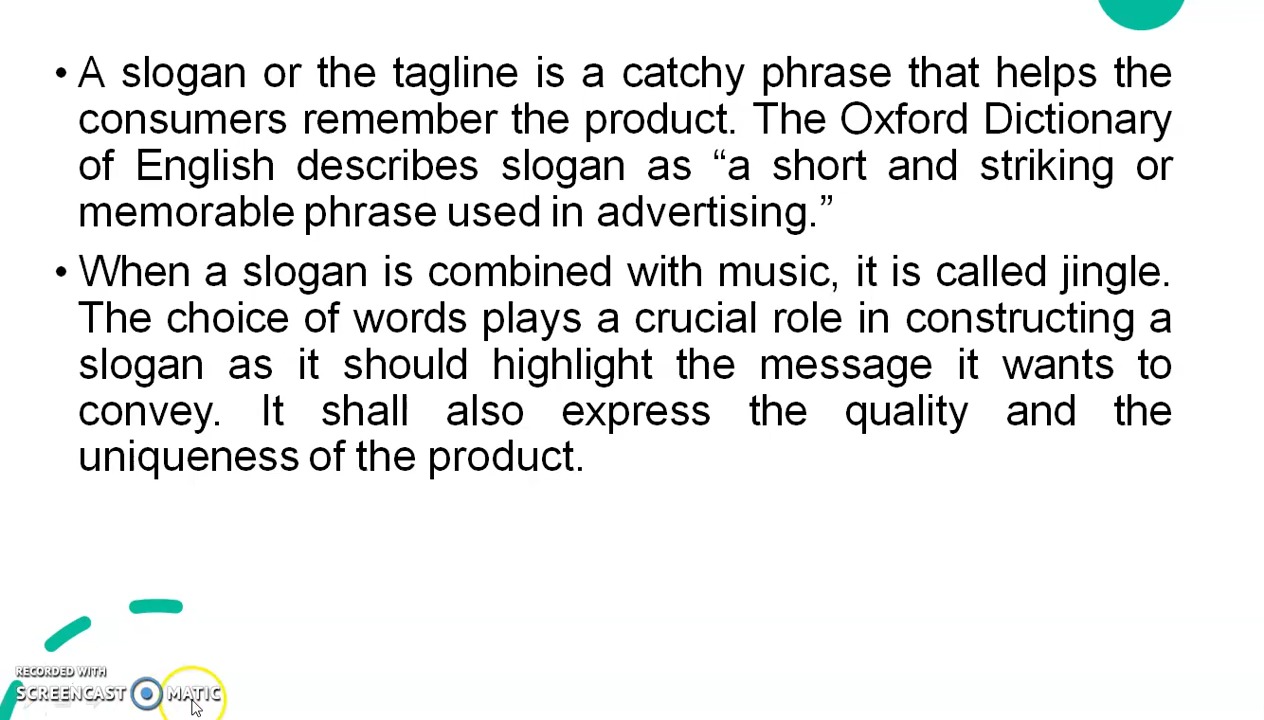 • A slogan or the tagline is a catchy phrase that helps the
consumers remember the product. The Oxford Dictionary
of English describes slogan as “a short and striking or
memorable phrase used in advertising.”
• When a slogan is combined with music, it is called jingle.
The choice of words plays a crucial role in constructing a
slogan as it should highlight the message it wants to
convey. It shall also express the quality and the
uniqueness of the product.
RECORDED WITH
SCREENCAST MATIC